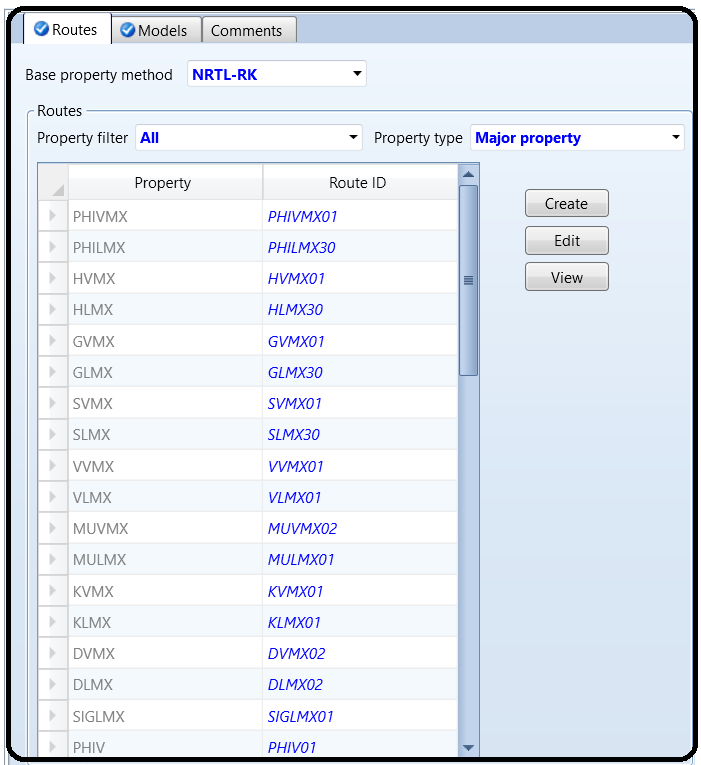 Routes Models Comments
Base property method NRTL-RK
Routes
Property filter All Property type Major property
Property Route ID
Create
PHIVMX PHIVMX01
Edit
PHILMX PHILMX30
View
HVMX HVMX01
HLMX HLMX30
GVMX GVMX01
GLMX GLMX30
SVMX SVMX01
SLMX SLMX30
VVMX VVMX01
VLMX VLMX01
MUVMX MUVMX02
MULMX MULMX01
KVMX KVMX01
KLMX KLMX01
DVMX DVMX02
DLMX DLMX02
SIGLMX SIGLMX01
PHIV PHIV01